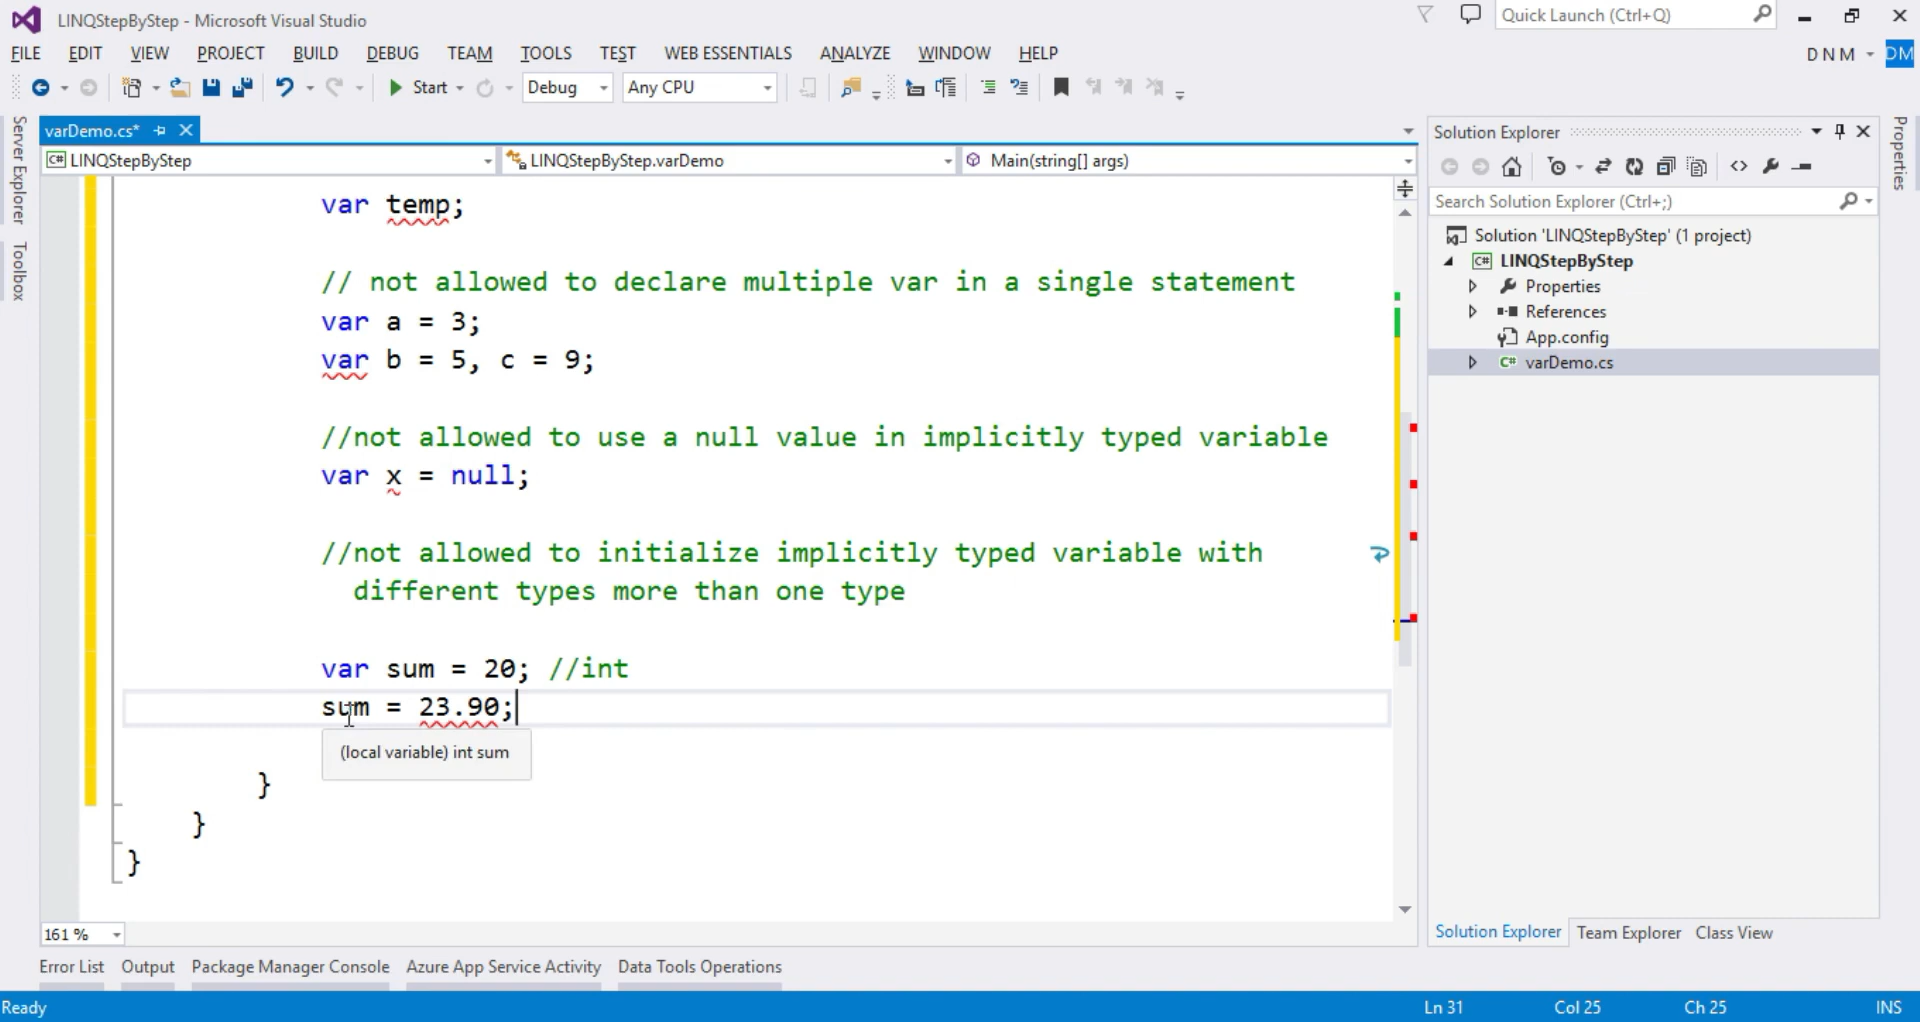 LINQStepByStep - Microsoft Visual Studio
Quick Launch (Ctrl+Q)
FILE EDIT VIEW PROJECT BUILD DEBUG TEAM TOOLS TEST WEB ESSENTIALS ANALYZE WINDOW HELP
D N M
DM
Start
Debug
Any CPU
Server Explorer
Toolbox
varDemo.cs*
C# LINQStepByStep
LINQStepByStep.varDemo
Main(string[] args)
var temp;
// not allowed to declare multiple var in a single statement
var a = 3;
var b = 5, c = 9;
//not allowed to use a null value in implicitly typed variable
var x = null;
//not allowed to initialize implicitly typed variable with
different types more than one type
var sum = 20; //int
sum = 23.90;
(local variable) int sum
}
}
}
161 %
Solution Explorer
Search Solution Explorer (Ctrl+;)
Solution 'LINQStepByStep' (1 project)
C# LINQStepByStep
Properties
References
App.config
C# varDemo.cs
Solution Explorer Team Explorer Class View
Properties
Error List Output Package Manager Console Azure App Service Activity Data Tools Operations
Ready
Ln 31 Col 25 Ch 25 INS